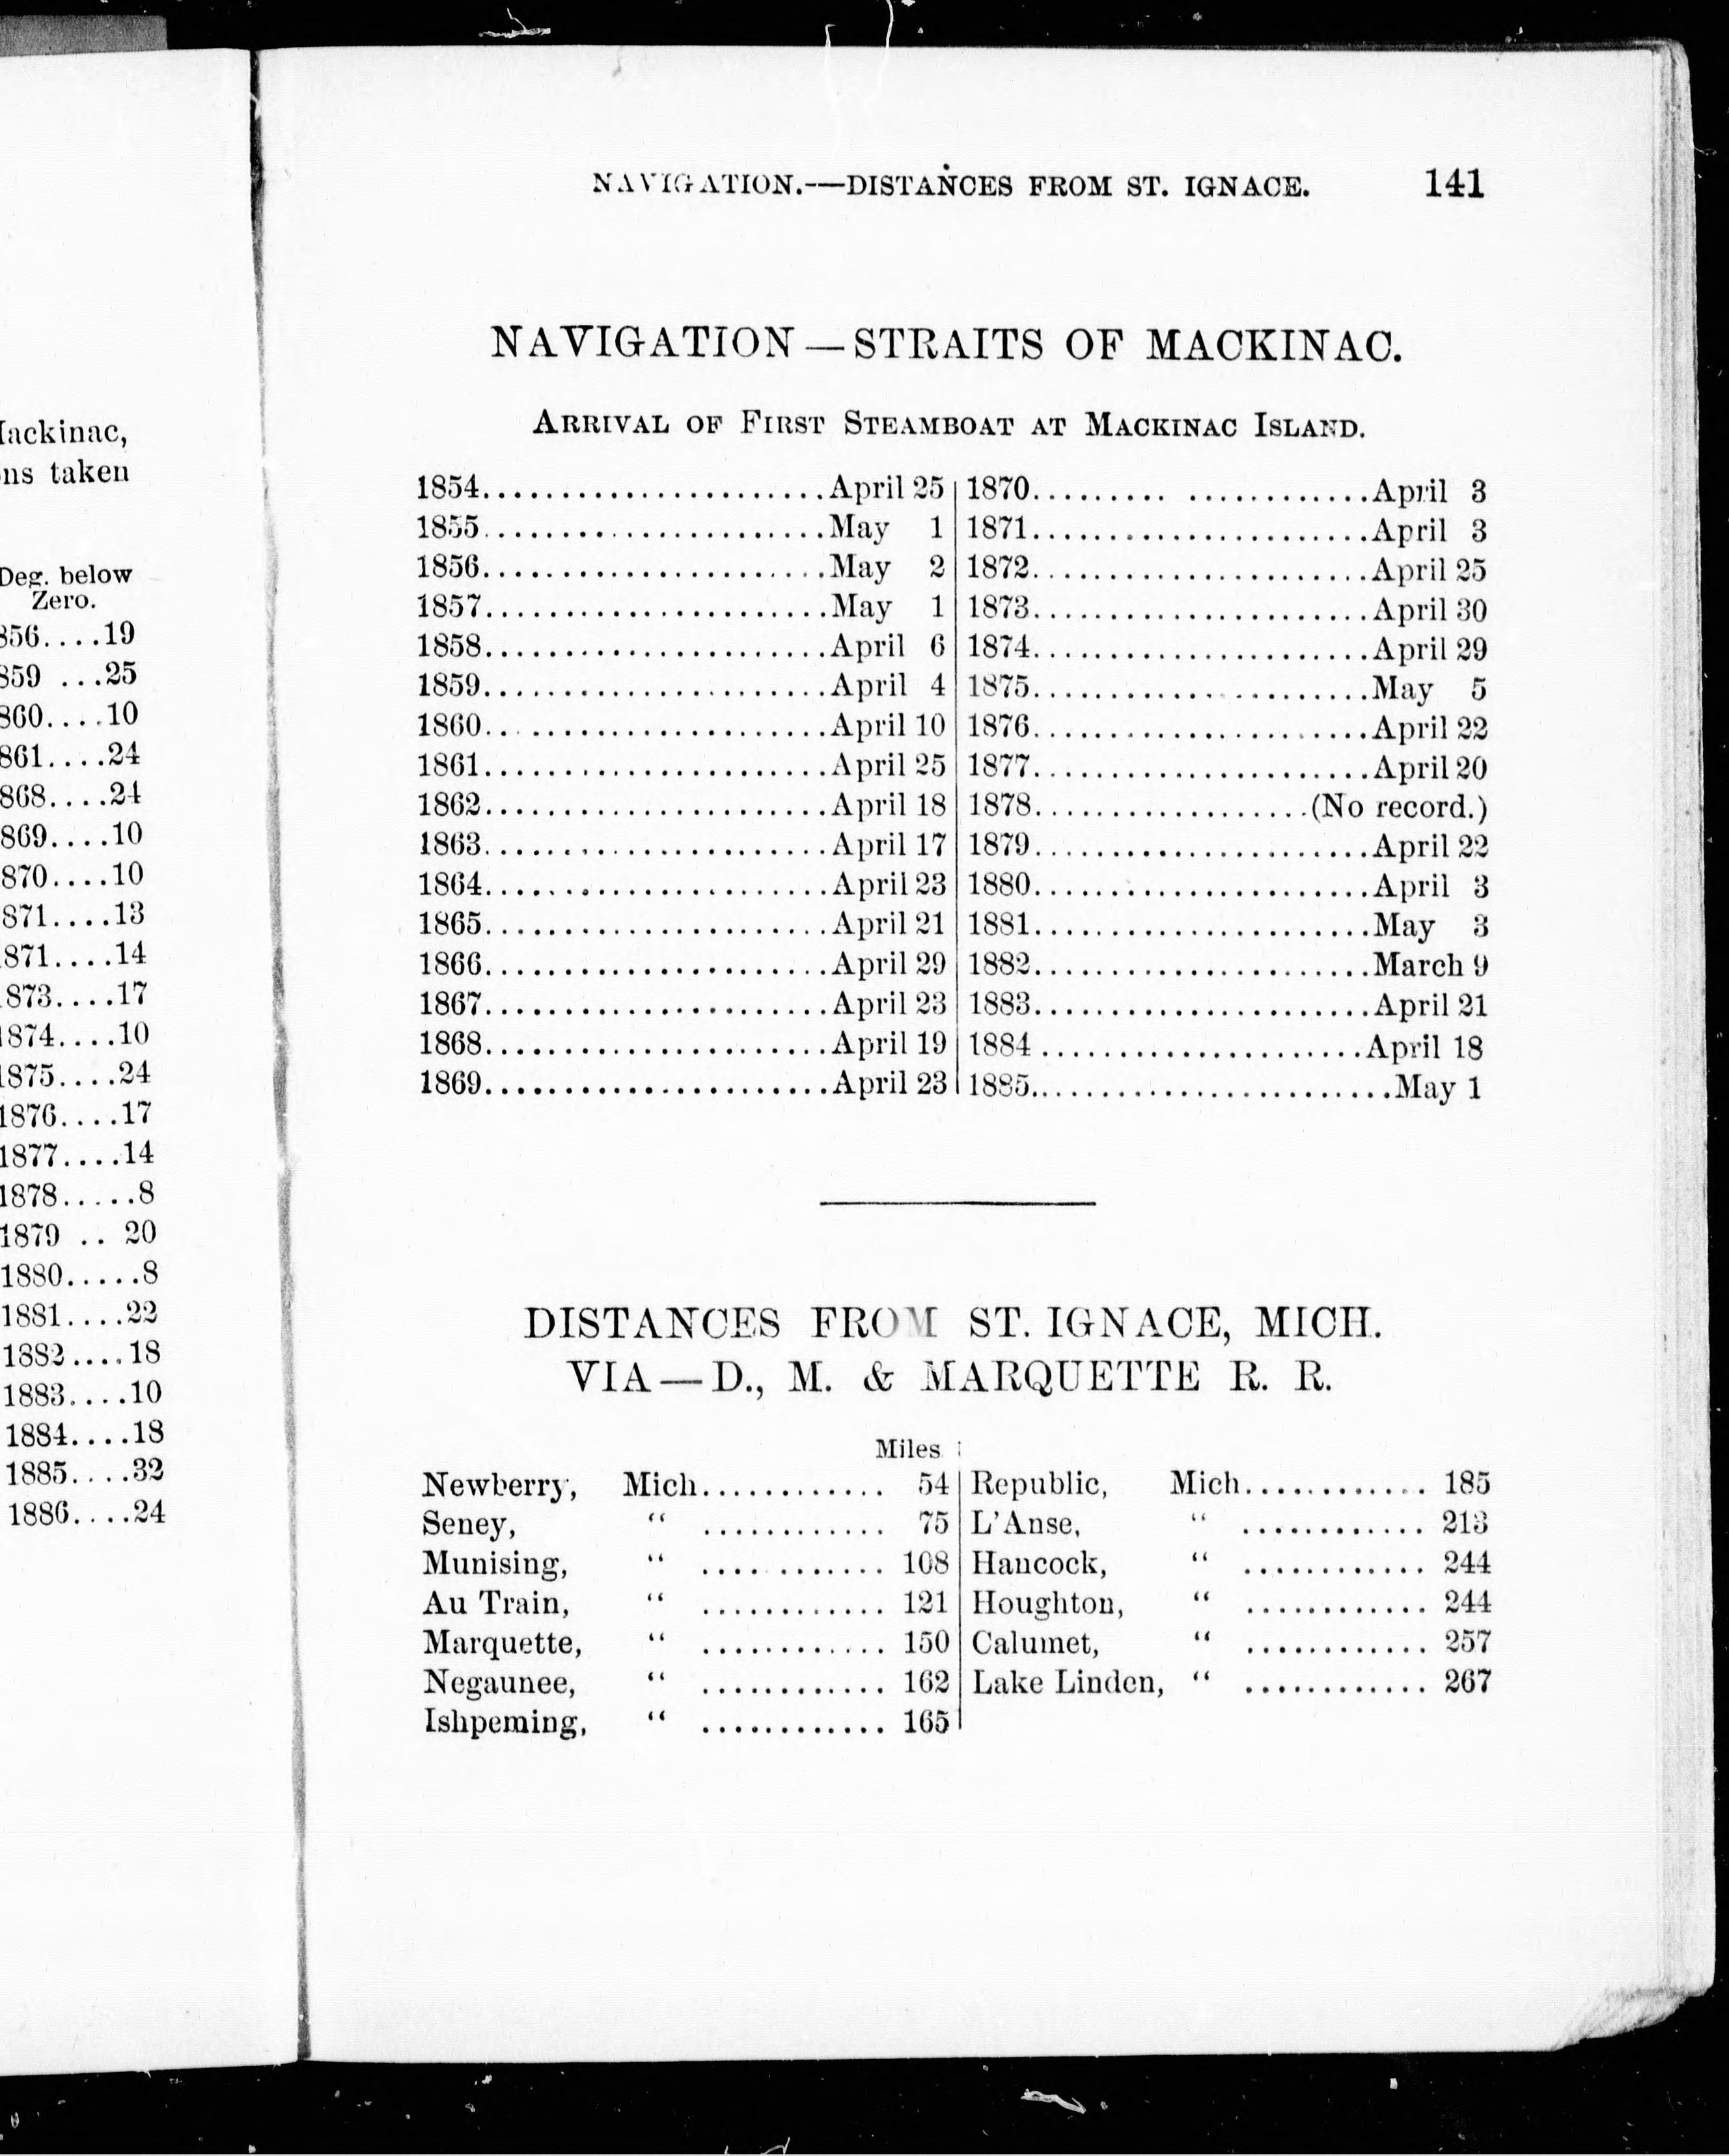 ns taken
Deg. below
Zero.
856....19
859 ...25
860....10
861....24
868....24
869....10
870....10
871....13
871....14
873....17
1874....10
1875....24
1876....17
1877....14
1878.....8
1879 .. 20
1880.....8
1881....22
1882....18
1883....10
1884....18
1885....32
1886....24
NAVIGATION.——DISTANCES FROM ST. IGNACE. 141
NAVIGATION — STRAITS OF MACKINAC.
ARRIVAL OF FIRST STEAMBOAT AT MACKINAC ISLAND.
1854........................April 25
1855........................May 1
1856........................May 2
1857........................May 1
1858........................April 6
1859........................April 4
1860........................April 10
1861........................April 25
1862........................April 18
1863........................April 17
1864........................April 23
1865........................April 21
1866........................April 29
1867........................April 23
1868........................April 19
1869........................April 23
1870......... .............April 3
1871........................April 3
1872........................April 25
1873........................April 30
1874........................April 29
1875........................May 5
1876........................April 22
1877........................April 20
1878....................(No record.)
1879........................April 22
1880........................April 3
1881........................May 3
1882........................March 9
1883........................April 21
1884 .......................April 18
1885..........................May 1
DISTANCES FROM ST. IGNACE, MICH.
VIA — D., M. & MARQUETTE R. R.
Miles
Newberry, Mich............. 54
Seney, “ ............. 75
Munising, “ ............. 108
Au Train, “ ............. 121
Marquette, “ ............. 150
Negaunee, “ ............. 162
Ishpeming, “ ............. 165
Republic, Mich............. 185
L'Anse, “ ............. 213
Hancock, “ ............. 244
Houghton, “ ............. 244
Calumet, “ ............. 257
Lake Linden, “ ............. 267